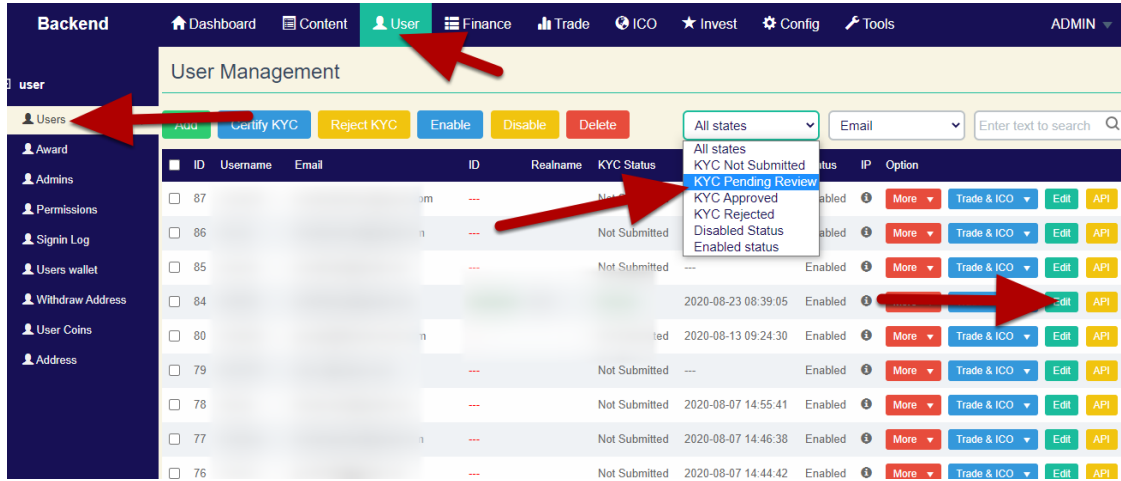 Backend Dashboard Content User Finance Trade ICO Invest Config Tools ADMIN
user
User Management
Users
Add Certify KYC Reject KYC Enable Disable Delete All states Email Enter text to search
All states
KYC Not Submitted
KYC Pending Review
KYC Approved
KYC Rejected
Disabled Status
Enabled status
Award
Admins
Permissions
Signin Log
Users wallet
Withdraw Address
User Coins
Address
ID Username Email ID Realname KYC Status IP Option
87 --- More Trade & ICO Edit API
86 --- Not Submitted More Trade & ICO Edit API
85 --- Not Submitted --- Enabled More Trade & ICO Edit API
84 2020-08-23 08:39:05 Enabled Edit API
80 --- 2020-08-13 09:24:30 Enabled More Trade & ICO Edit API
79 --- Not Submitted --- Enabled More Trade & ICO Edit API
78 --- Not Submitted 2020-08-07 14:55:41 Enabled More Trade & ICO Edit API
77 --- Not Submitted 2020-08-07 14:46:38 Enabled More Trade & ICO Edit API
76 --- Not Submitted 2020-08-07 14:44:42 Enabled More Trade & ICO Edit API